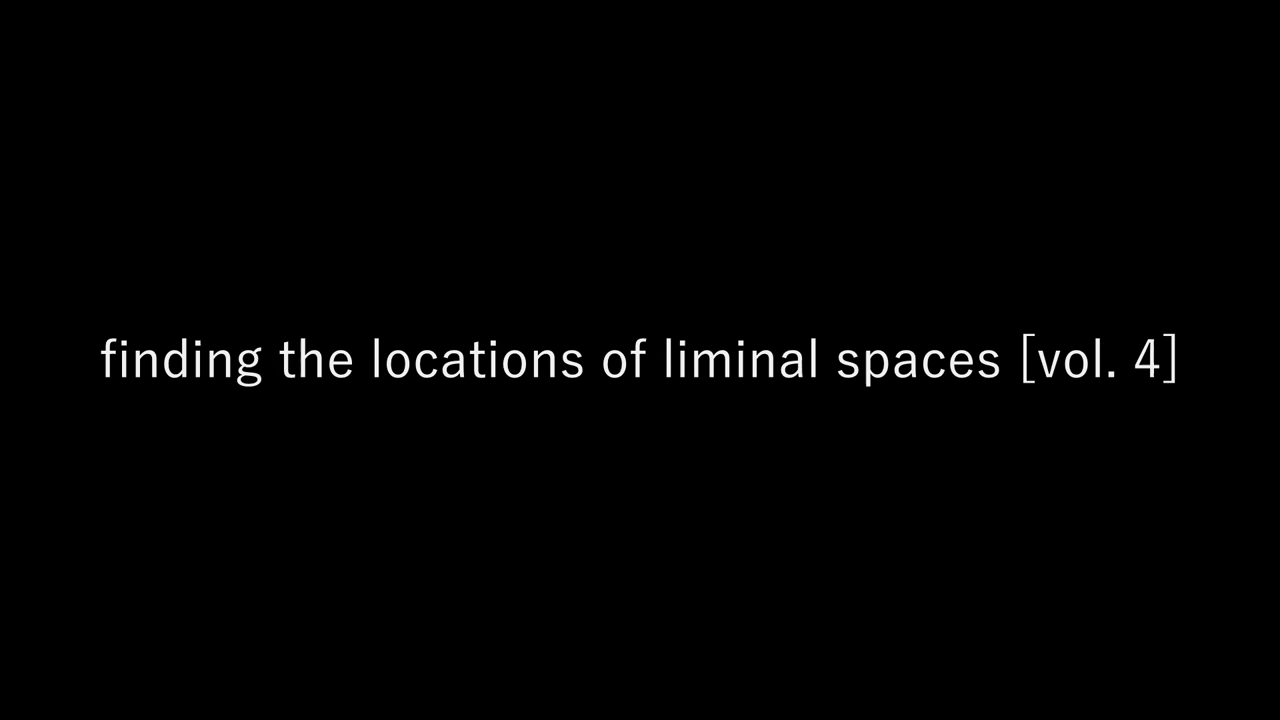 finding the locations of liminal spaces [vol. 4]